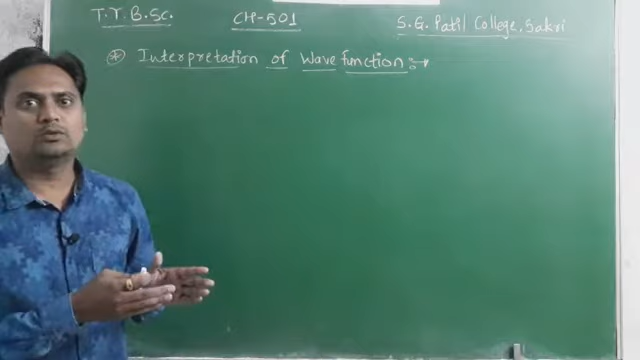 T.Y.B.Sc. CH-501 S.G. Patil College, Sakri
⊛ Interpretation of Wave function :→